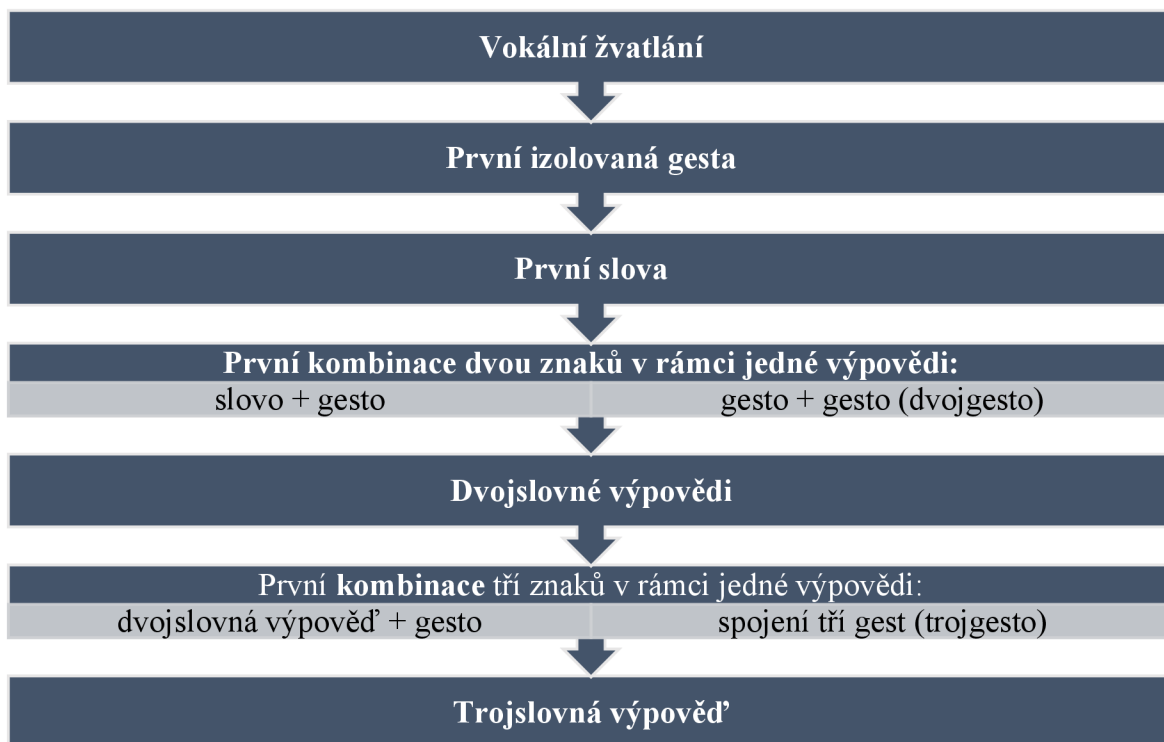 Vokální žvatlání
První izolovaná gesta
První slova
První kombinace dvou znaků v rámci jedné výpovědi:
slovo + gesto
gesto + gesto (dvojgesto)
Dvojslovné výpovědi
První kombinace tří znaků v rámci jedné výpovědi:
dvojslovná výpověď + gesto
spojení tří gest (trojgesto)
Trojslovná výpověď